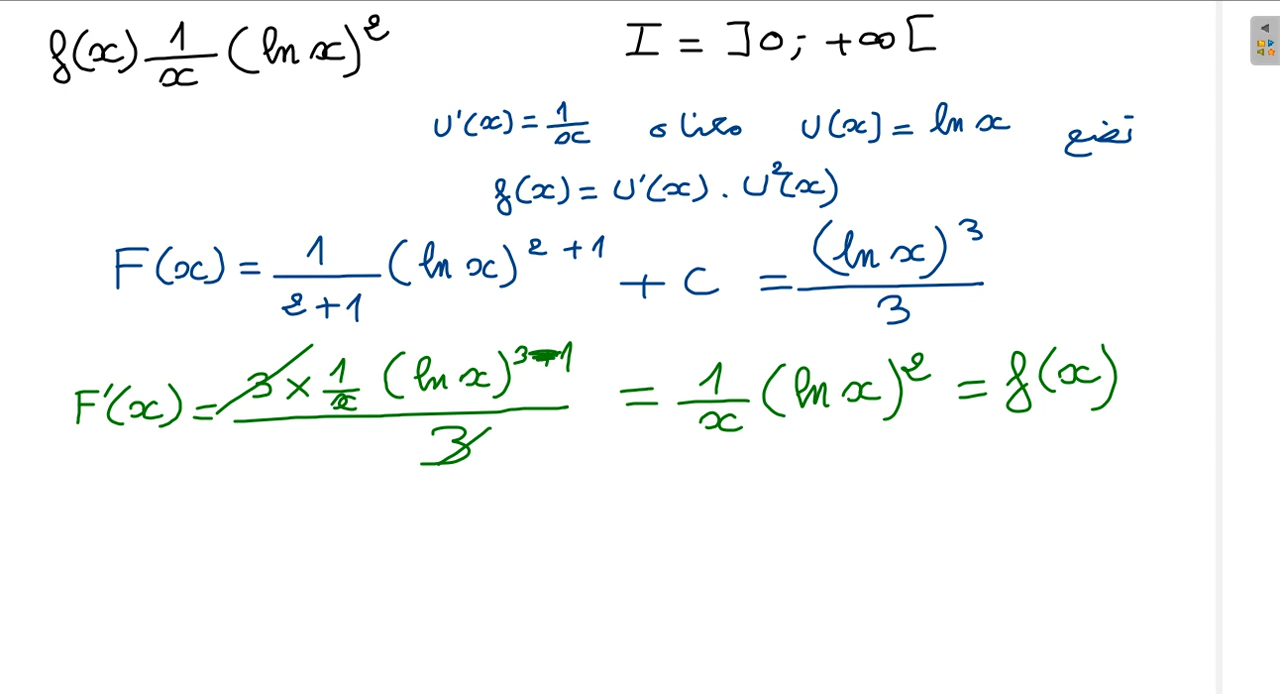 f(x) 1/x (ln x)² I = ]0; +∞[
نضع U(x) = ln x معناه U'(x) = 1/x
f(x) = U'(x) . U²(x)
F(x) = 1/(2+1) (ln x)²⁺¹ + C = (ln x)³/3
F'(x) = (3 × 1/x (ln x)³⁻¹)/3 = 1/x (ln x)² = f(x)